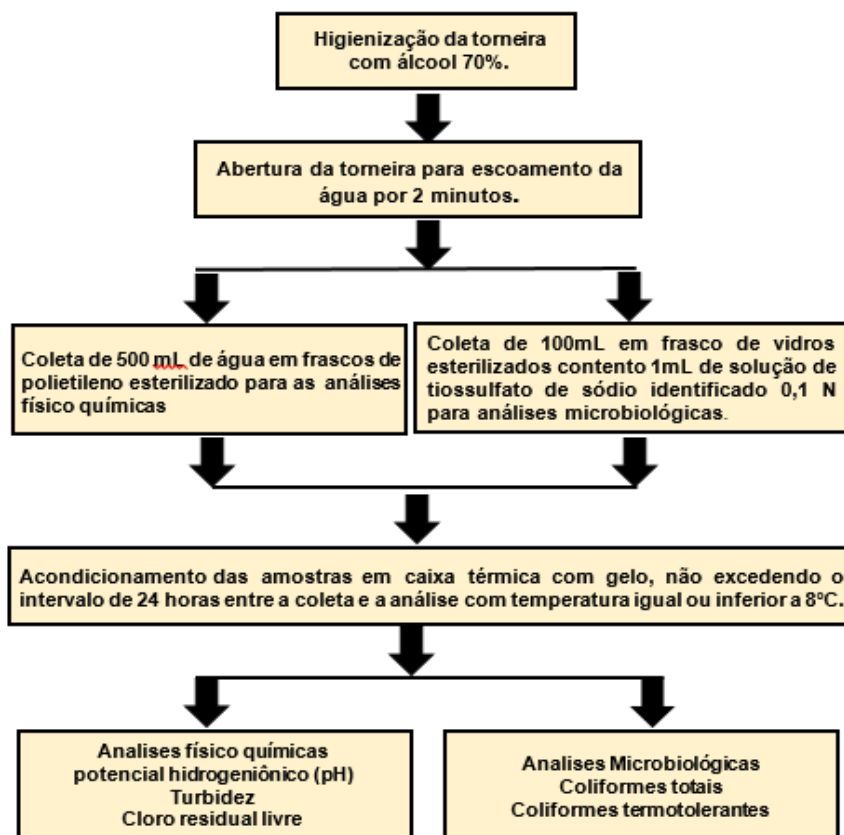 Higienização da torneira
com álcool 70%.
Abertura da torneira para escoamento da
água por 2 minutos.
Coleta de 500 mL de água em frascos de
polietileno esterilizado para as análises
físico químicas
Coleta de 100mL em frasco de vidros
esterilizados contento 1mL de solução de
tiossulfato de sódio identificado 0,1 N
para análises microbiológicas.
Acondicionamento das amostras em caixa térmica com gelo, não excedendo o
intervalo de 24 horas entre a coleta e a análise com temperatura igual ou inferior a 8ºC.
Analises físico químicas
potencial hidrogeniônico (pH)
Turbidez
Cloro residual livre
Analises Microbiológicas
Coliformes totais
Coliformes termotolerantes